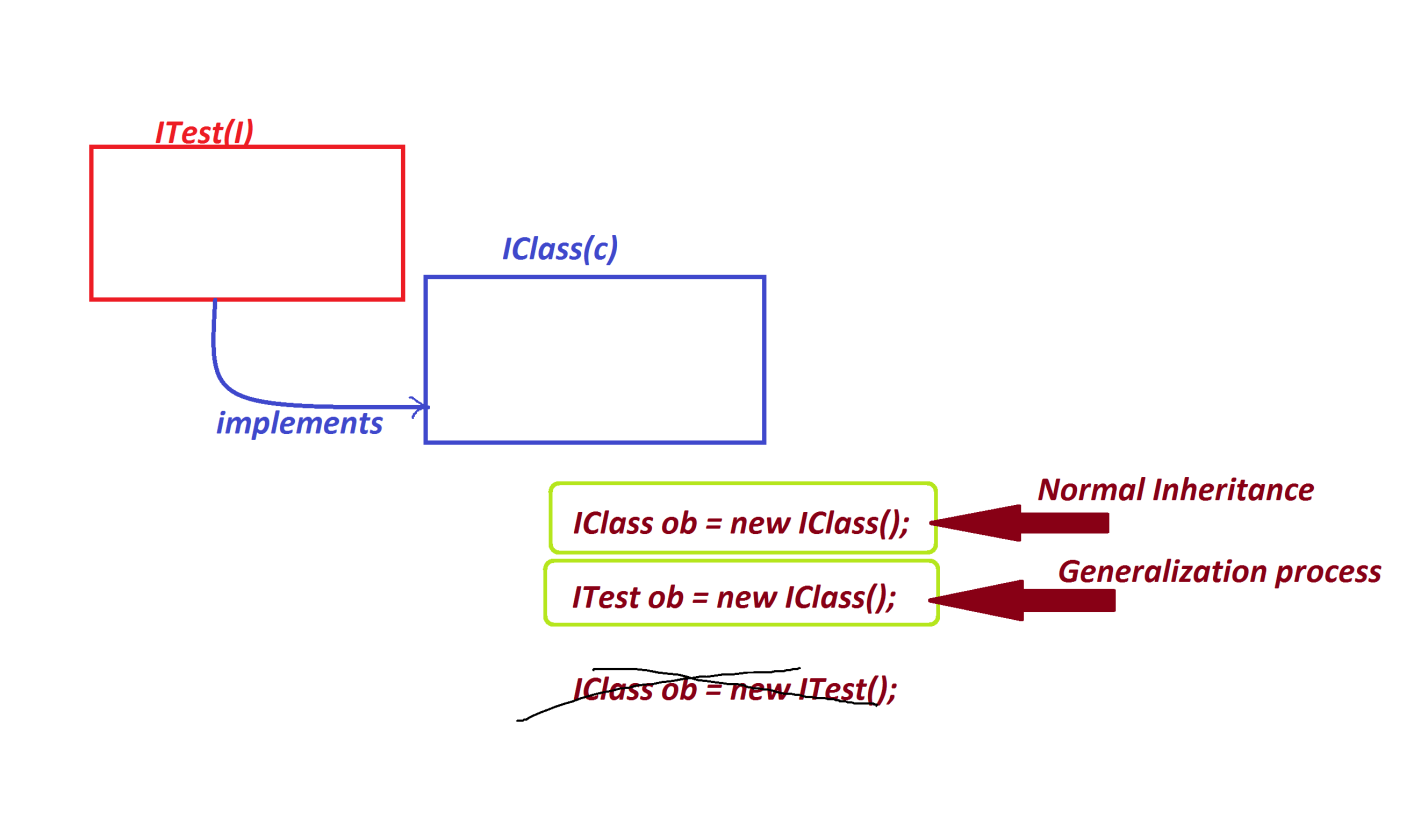 ITest(I)
IClass(c)
implements
Normal Inheritance
IClass ob = new IClass();
Generalization process
ITest ob = new IClass();
IClass ob = new ITest();